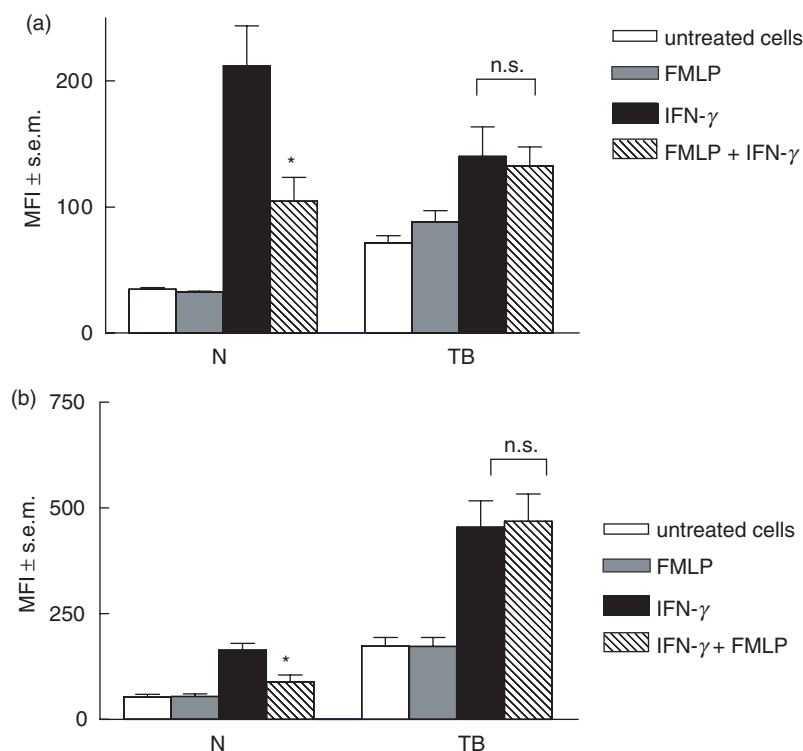 (a)
MFI ± s.e.m.
200
100
0
*
n.s.
N
TB
untreated cells
FMLP
IFN-γ
FMLP + IFN-γ
(b)
MFI ± s.e.m.
750
500
250
0
*
n.s.
N
TB
untreated cells
FMLP
IFN-γ
IFN-γ + FMLP